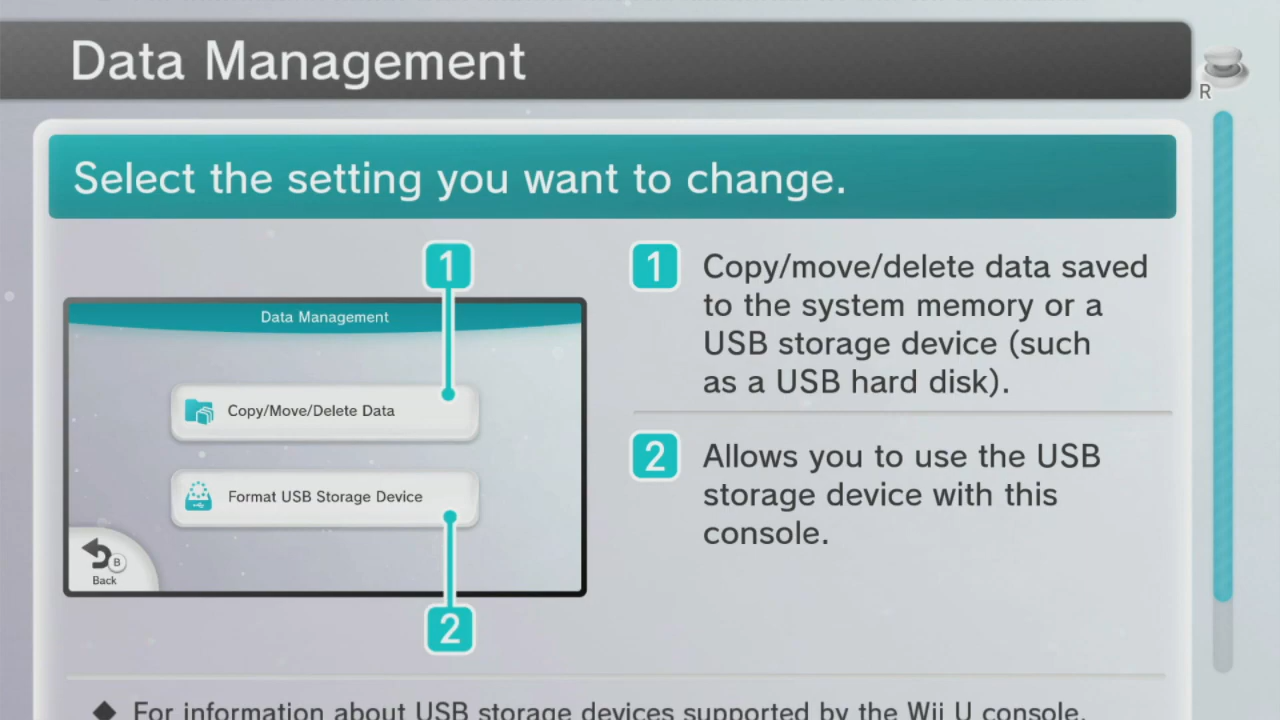 Data Management
R
Select the setting you want to change.
1
Data Management
Copy/Move/Delete Data
Format USB Storage Device
B
Back
2
1 Copy/move/delete data saved
to the system memory or a
USB storage device (such
as a USB hard disk).
2 Allows you to use the USB
storage device with this
console.
◆ For information about USB storage devices supported by the Wii U console,